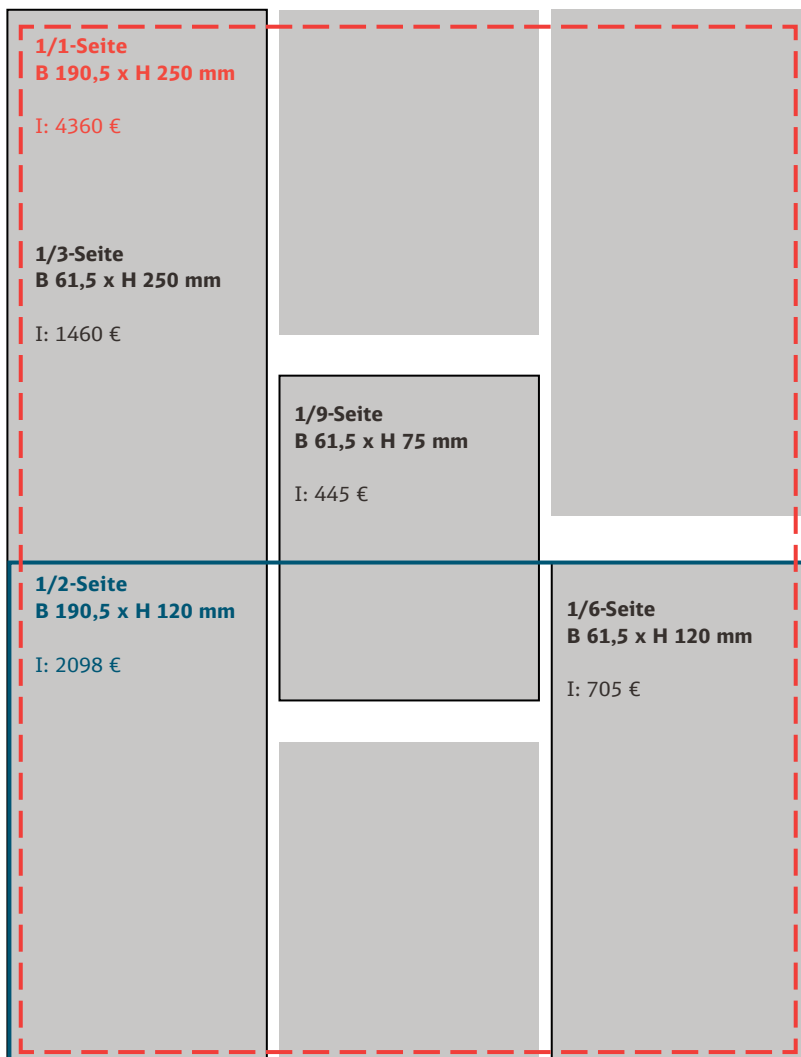 1/1-Seite
B 190,5 x H 250 mm
I: 4360 €
1/3-Seite
B 61,5 x H 250 mm
I: 1460 €
1/9-Seite
B 61,5 x H 75 mm
I: 445 €
1/2-Seite
B 190,5 x H 120 mm
I: 2098 €
1/6-Seite
B 61,5 x H 120 mm
I: 705 €